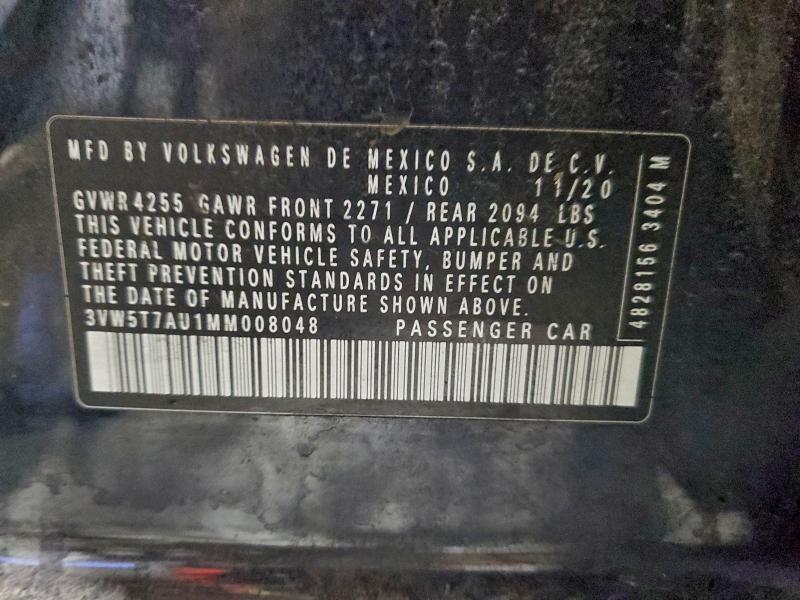 MFD BY VOLKSWAGEN DE MEXICO S.A. DE C.V.
MEXICO 11/20
GVWR 4255 GAWR FRONT 2271 / REAR 2094 LBS
THIS VEHICLE CONFORMS TO ALL APPLICABLE U.S.
FEDERAL MOTOR VEHICLE SAFETY, BUMPER AND
THEFT PREVENTION STANDARDS IN EFFECT ON
THE DATE OF MANUFACTURE SHOWN ABOVE.
3VW5T7AU1MM008048 PASSENGER CAR
4828156 3404 M